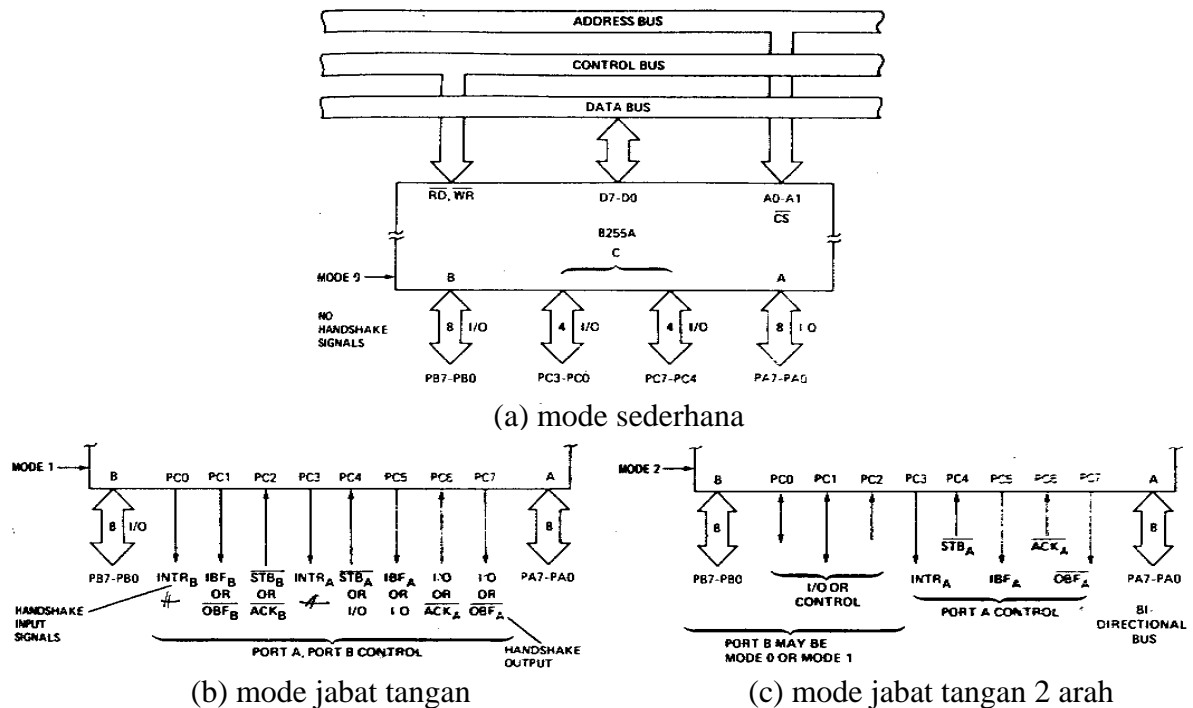 ADDRESS BUS
CONTROL BUS
DATA BUS
RD, WR D7-D0 A0-A1
CS
8255A
C
MODE 0 B A
NO
HANDSHAKE
SIGNALS
8 I/O 4 I/O 4 I/O 8 I O
PB7-PB0 PC3-PC0 PC7-PC4 PA7-PA0
(a) mode sederhana
MODE 1 B PC0 PC1 PC2 PC3 PC4 PC5 PC6 PC7 A
8 I/O 8
PB7-PB0 INTRB IBFB STBB INTRA STBA IBFA I/O I/O PA7-PA0
OR OR OR OR OR OR
OBFB ACKB I/O I O ACKA OBFA
HANDSHAKE
INPUT
SIGNALS
PORT A, PORT B CONTROL
HANDSHAKE
OUTPUT
(b) mode jabat tangan
MODE 2 B PC0 PC1 PC2 PC3 PC4 PC5 PC6 PC7 A
8 8
STBA ACKA
PB7-PB0 INTRA IBFA OBFA PA7-PA0
I/O OR
CONTROL
PORT A CONTROL
BI-
DIRECTIONAL
BUS
PORT B MAY BE
MODE 0 OR MODE 1
(c) mode jabat tangan 2 arah